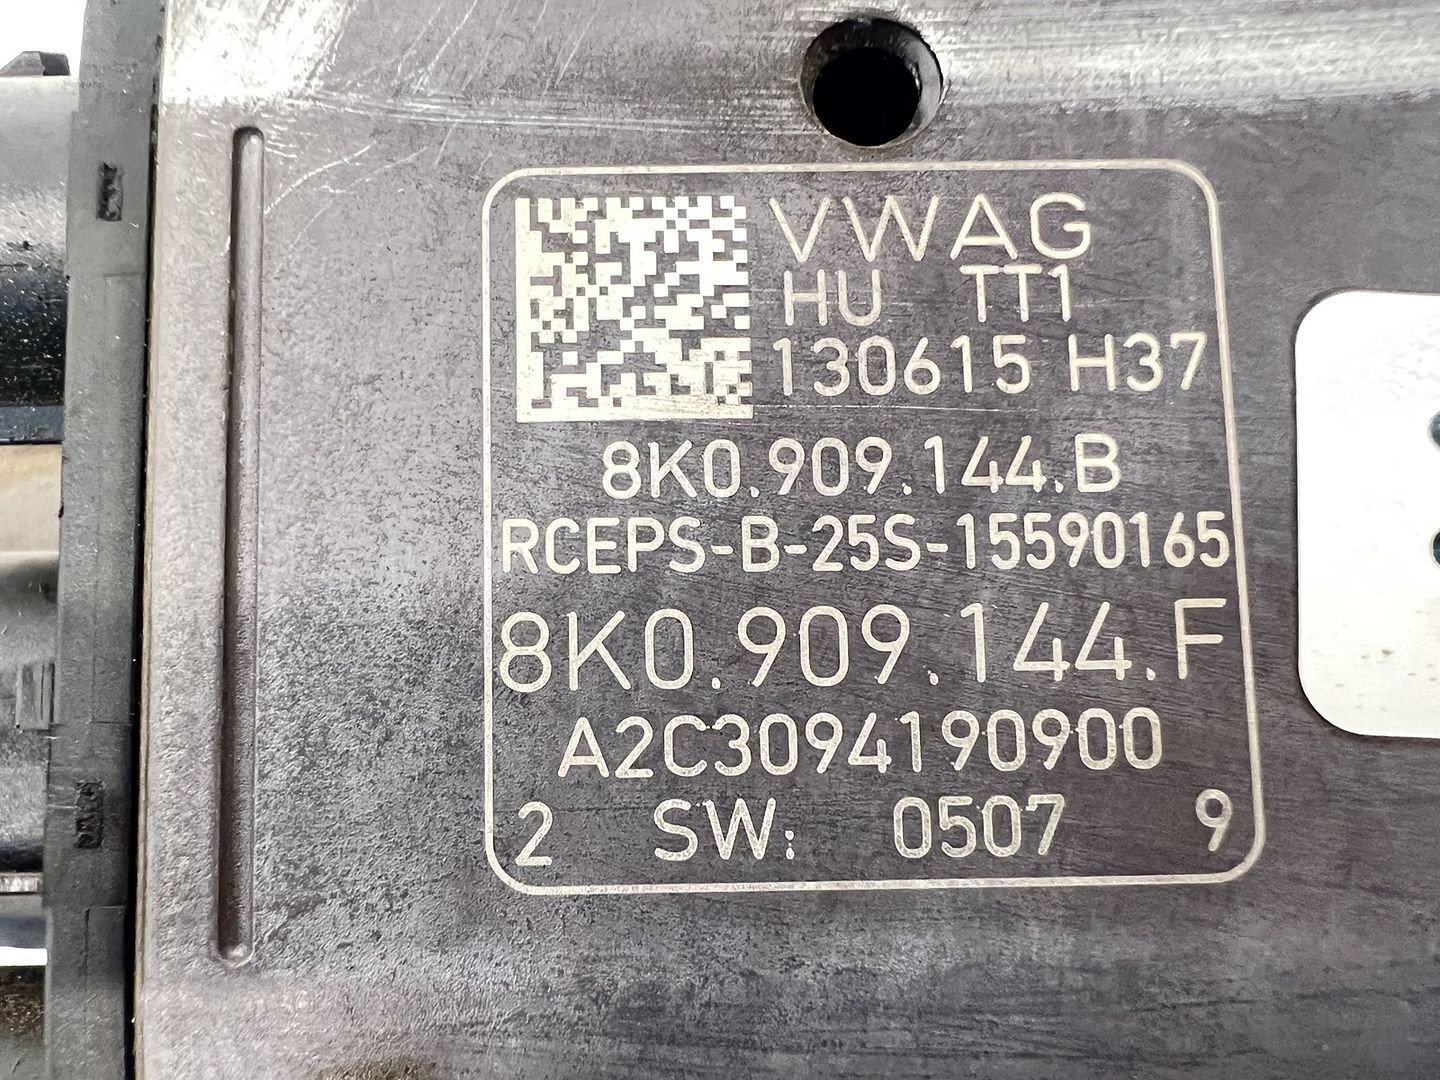 VWAG
HU TT1
130615 H37
8K0.909.144.B
RCEPS-B-25S-15590165
8K0.909.144.F
A2C3094190900
2 SW: 0507 9